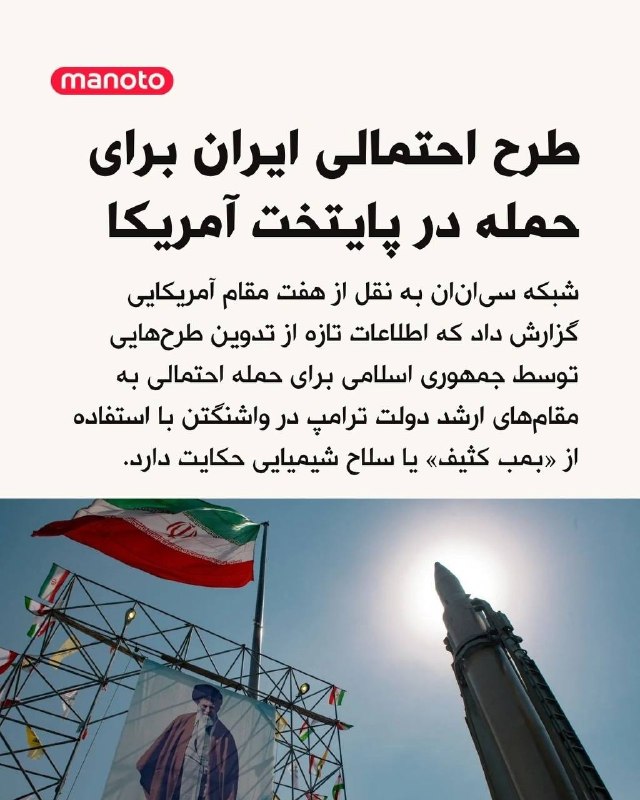 manoto
طرح احتمالی ایران برای
حمله در پایتخت آمریکا
شبکه سی‌ان‌ان به نقل از هفت مقام آمریکایی
گزارش داد که اطلاعات تازه از تدوین طرح‌هایی
توسط جمهوری اسلامی برای حمله احتمالی به
مقام‌های ارشد دولت ترامپ در واشنگتن با استفاده
از «بمب کثیف» یا سلاح شیمیایی حکایت دارد.